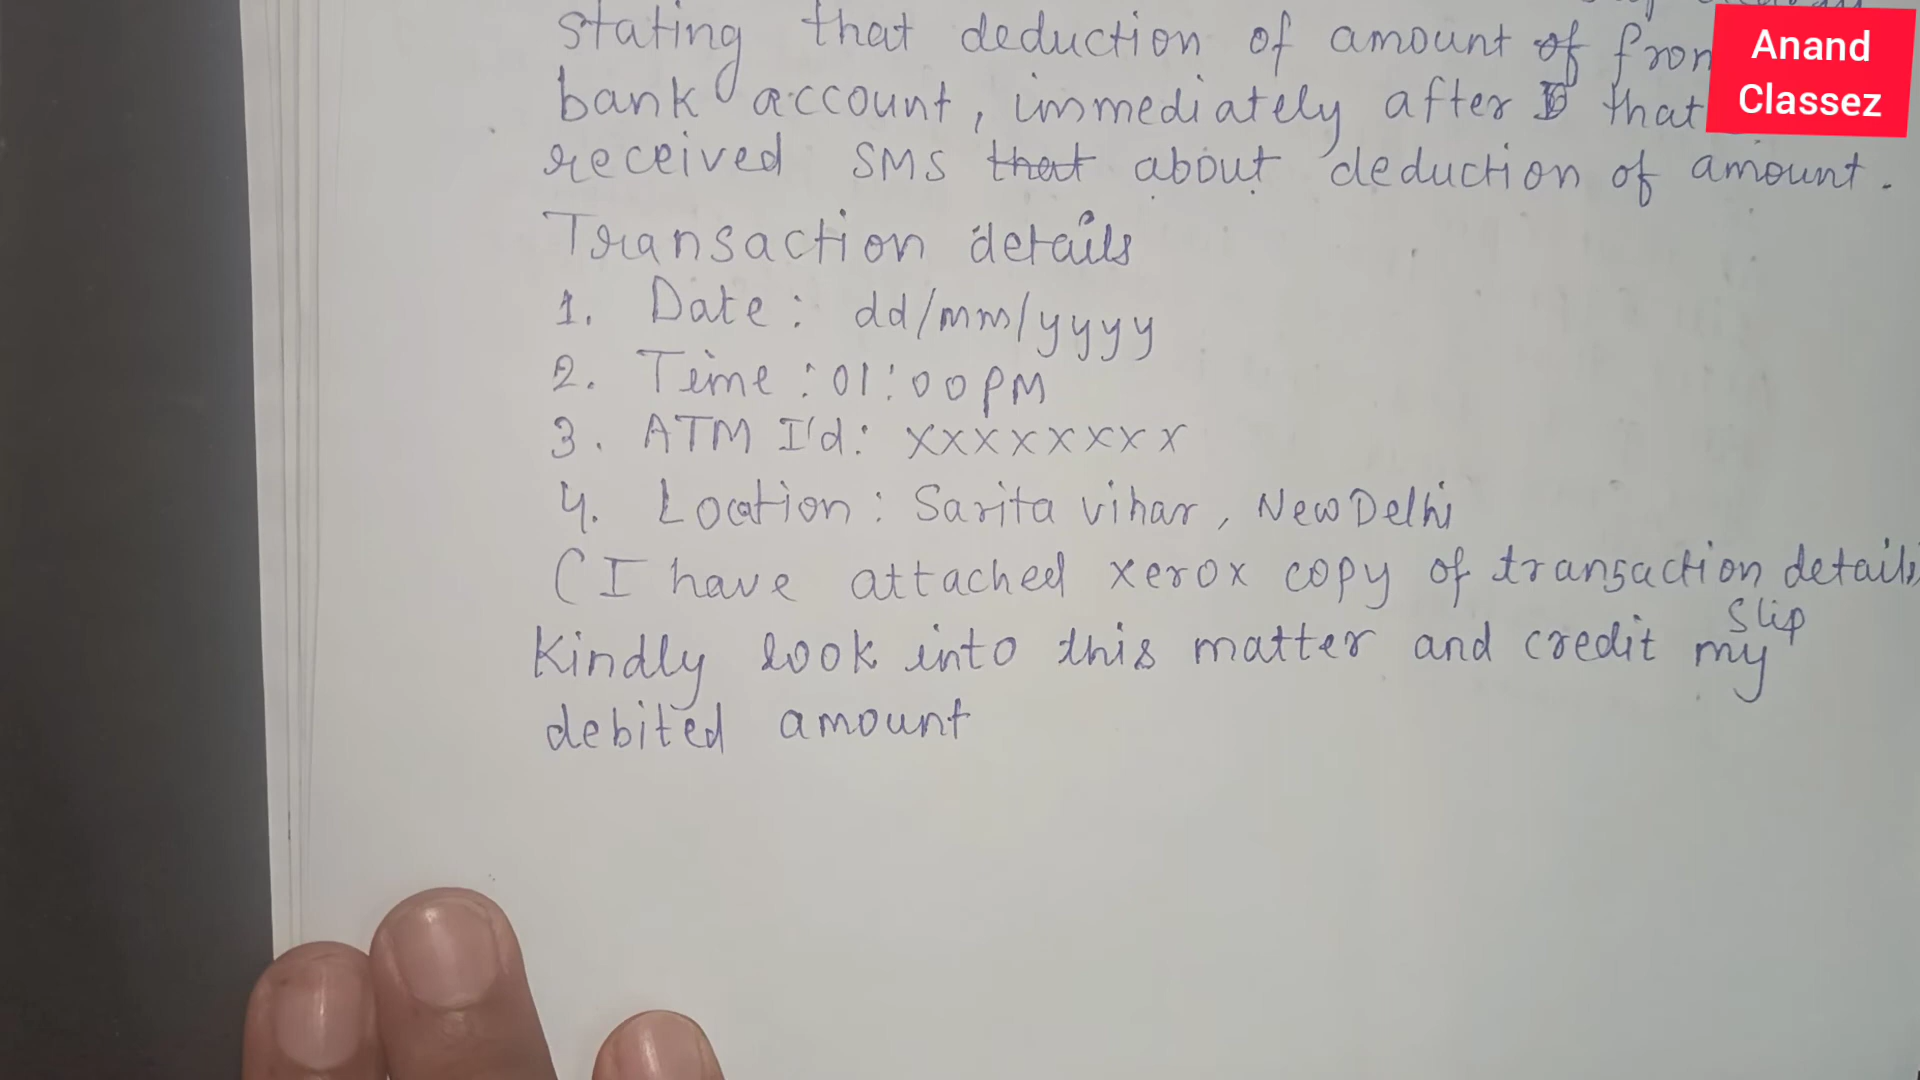 stating that deduction of amount of from
bank account, immediately after that
received SMS that about deduction of amount.
Transaction details
1. Date: dd/mm/yyyy
2. Time: 01:00PM
3. ATM I'd: XXXXXXXX
4. Location: Sarita vihar, New Delhi
(I have attached xerox copy of transaction details
slip
Kindly look into this matter and credit my
debited amount
Anand
Classez